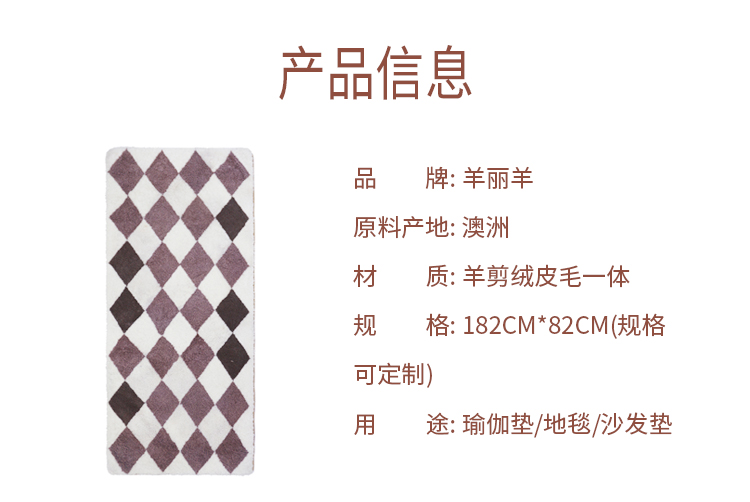 产品信息
品　　牌: 羊丽羊
原料产地: 澳洲
材　　质: 羊剪绒皮毛一体
规　　格: 182CM*82CM(规格
可定制)
用　　途: 瑜伽垫/地毯/沙发垫